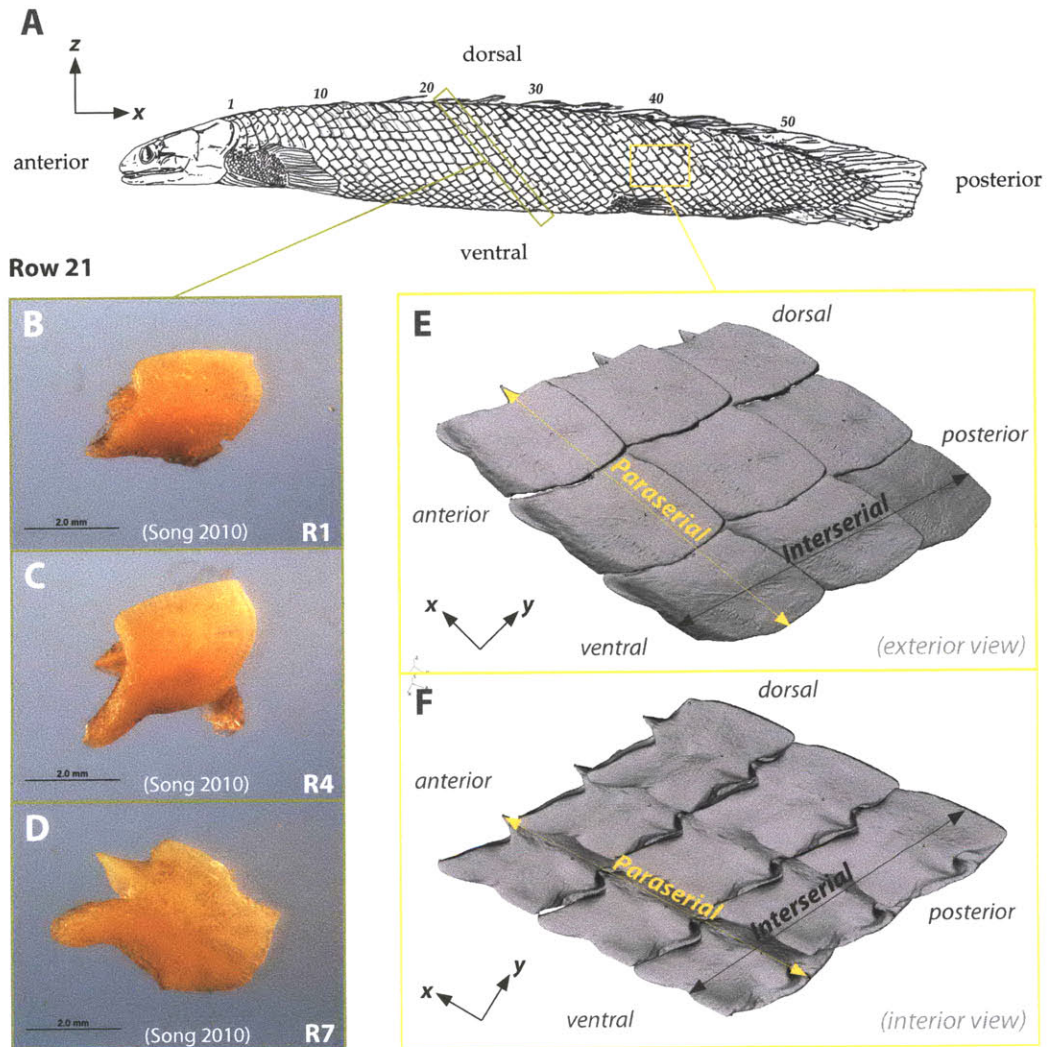 A
z
x
dorsal
1
10
20
30
40
50
anterior
posterior
ventral
Row 21
B
2.0 mm
(Song 2010)
R1
C
2.0 mm
(Song 2010)
R4
D
2.0 mm
(Song 2010)
R7
E
dorsal
posterior
anterior
Paraserial
Interserial
x
y
ventral
(exterior view)
F
dorsal
anterior
Paraserial
Interserial
posterior
x
y
ventral
(interior view)